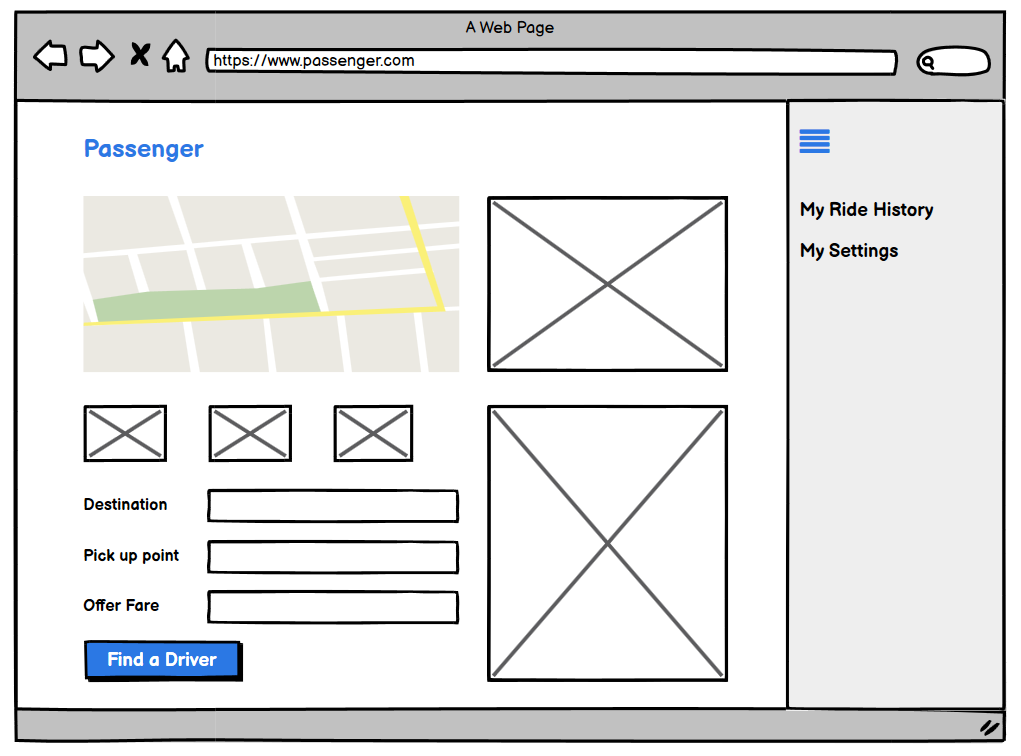 A Web Page
https://www.passenger.com
Passenger
My Ride History
My Settings
Destination
Pick up point
Offer Fare
Find a Driver